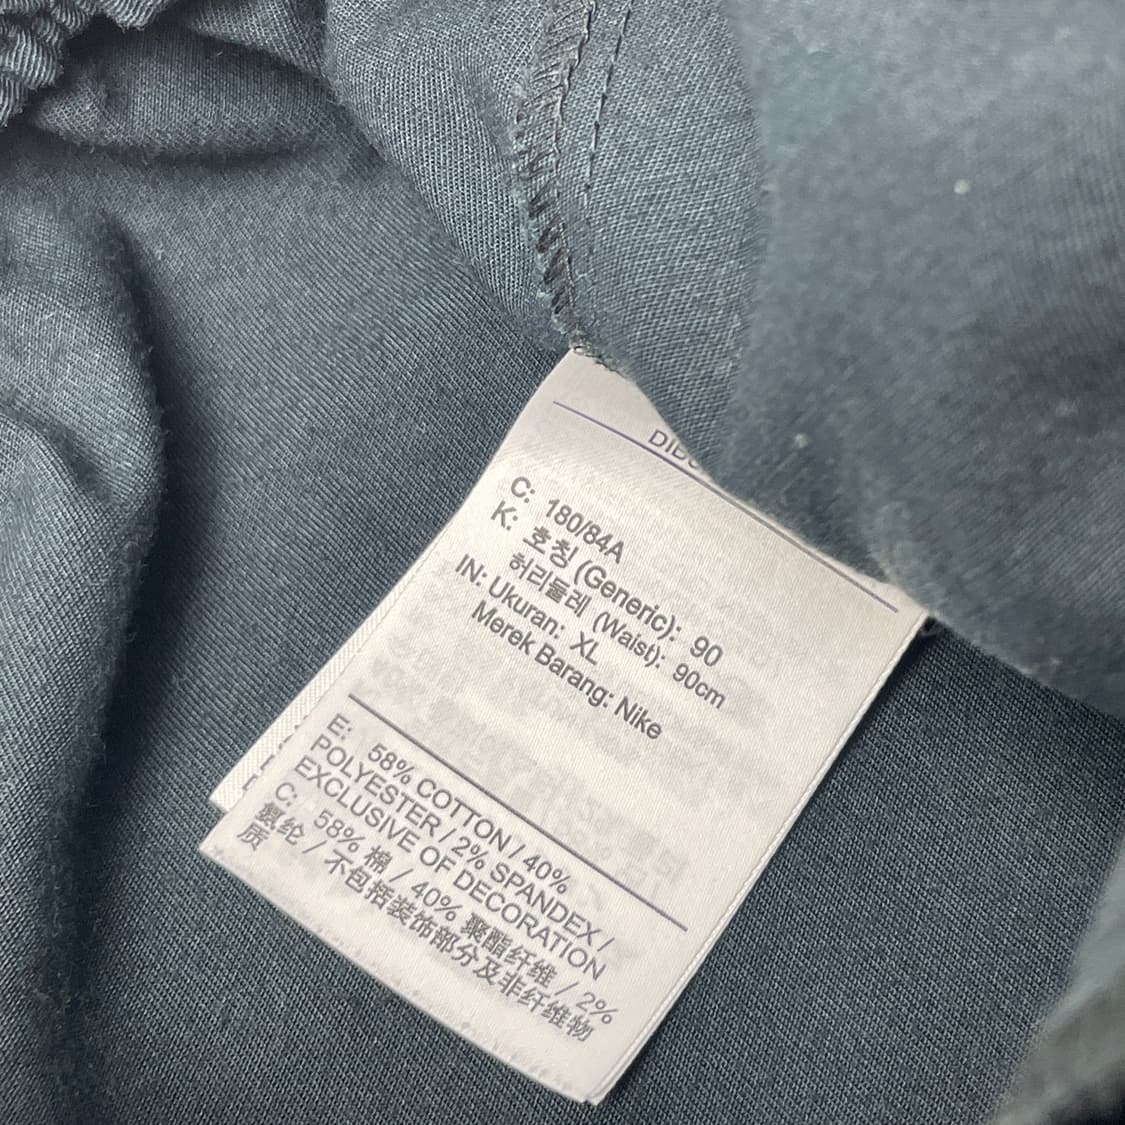 C: 180/84A
K: 호칭 (Generic): 90
허리둘레 (Waist): 90cm
IN: Ukuran: XL
Merek Barang: Nike
E: 58% COTTON / 40%
POLYESTER / 2% SPANDEX /
EXCLUSIVE OF DECORATION
C: 58% 棉 / 40% 聚酯纤维 / 2%
氨纶 / 不包括装饰部分及非纤维物
质